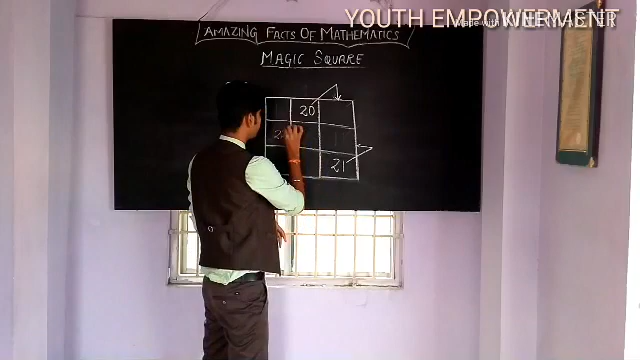 YOUTH EMPOWERMENT
AMAZING FACTS OF MATHEMATICS
MAGIC SQUARE
20
21